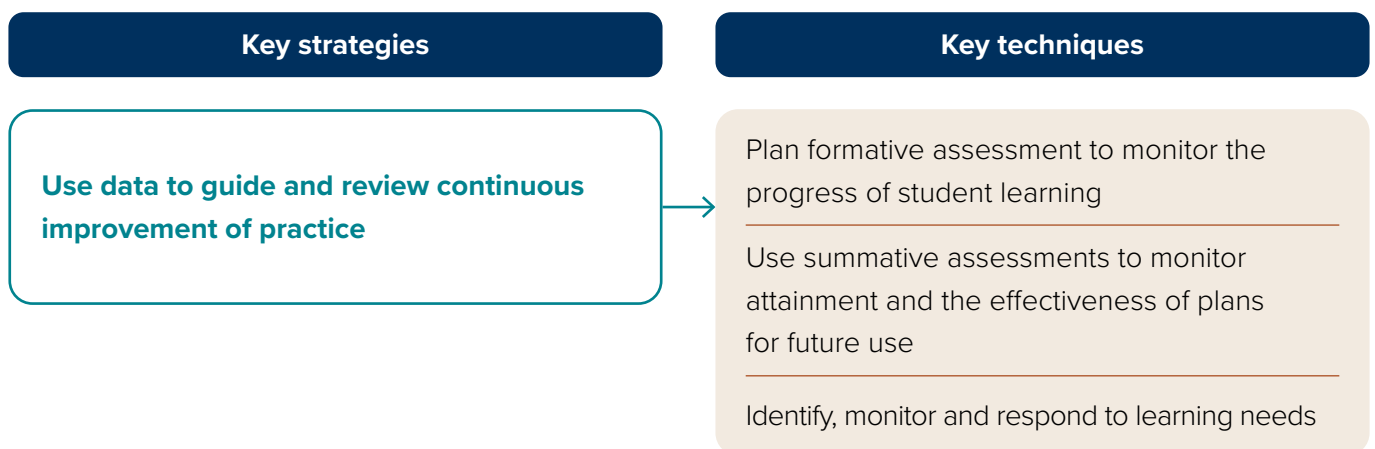 Key strategies
Key techniques
Use data to guide and review continuous
improvement of practice
Plan formative assessment to monitor the
progress of student learning
Use summative assessments to monitor
attainment and the effectiveness of plans
for future use
Identify, monitor and respond to learning needs